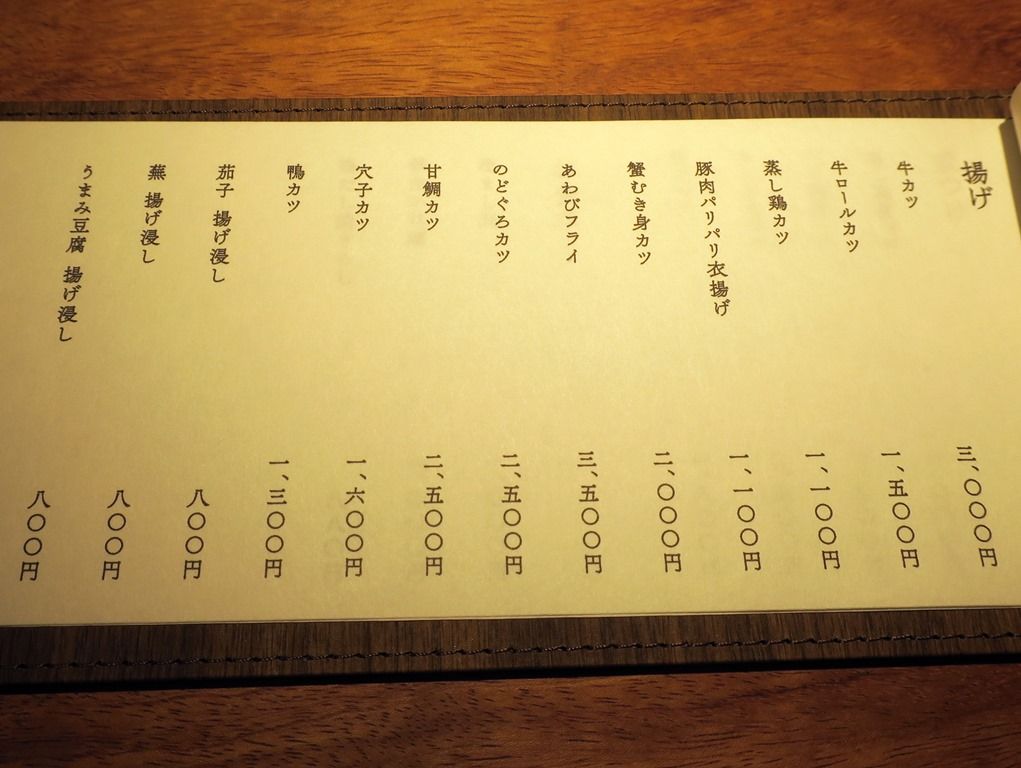 揚げ
牛カツ 三、〇〇〇円
牛ロールカツ 一、五〇〇円
蒸し鶏カツ 一、一〇〇円
豚肉パリパリ衣揚げ 一、一〇〇円
蟹むき身カツ 二、〇〇〇円
あわびフライ 三、五〇〇円
のどぐろカツ 二、五〇〇円
甘鯛カツ 二、五〇〇円
穴子カツ 一、六〇〇円
鴨カツ 一、三〇〇円
茄子 揚げ浸し 八〇〇円
蕪 揚げ浸し 八〇〇円
うまみ豆腐 揚げ浸し 八〇〇円